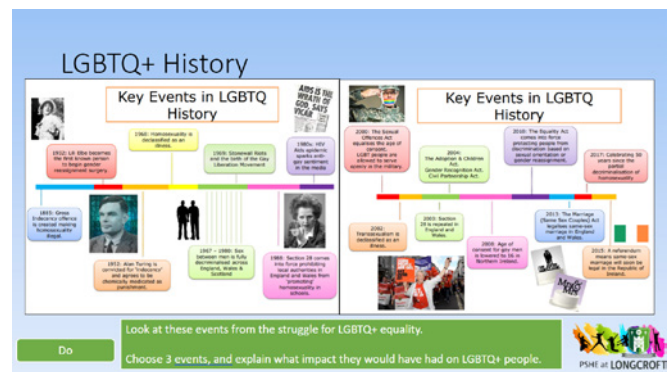 LGBTQ+ History
Key Events in LGBTQ
History
AIDS IS THE
WRATH OF
GOD, SAYS
VICAR
1932: Lili Elbe becomes
the first known person
to begin gender
reassignment surgery.
1960: Homosexuality is
declassified as an
illness.
1969: Stonewall Riots
and the birth of the Gay
Liberation Movement
1980s: HIV
Aids epidemic
sparks anti-
gay sentiment
in the media
1885: Gross
Indecency offence
is created making
homosexuality
illegal.
1952: Alan Turing is
convicted for 'indecency'
and agrees to be
chemically medicated as
punishment.
1967 – 1980: Sex
between men is fully
decriminalised across
England, Wales &
Scotland
1988: Section 28 comes
into force prohibiting
local authorities in
England and Wales from
'promoting'
homosexuality in
schools.
Key Events in LGBTQ
History
2000: The Sexual
Offences Act
equalises the age of
consent.
LGBT people are
allowed to serve
openly in the military.
2004:
The Adoption & Children
Act.
Gender Recognition Act.
Civil Partnership Act.
2010: The Equality Act
comes into force
protecting people from
discrimination based on
sexual orientation or
gender reassignment.
2017: Celebrating 50
years since the
partial
decriminalisation of
homosexuality
2002:
Transsexualism is
declassified as an
illness.
2003: Section 28
is repealed in
England and
Wales
2008: Age of
consent for gay men
is lowered to 16 in
Northern Ireland.
2013: The Marriage
(Same Sex Couples) Act
legalises same-sex
marriage in England
and Wales.
2015: A referendum
means same-sex
marriage will soon be
legal in the Republic of
Ireland.
Do
Look at these events from the struggle for LGBTQ+ equality.
Choose 3 events, and explain what impact they would have had on LGBTQ+ people.
PSHE at LONGCROFT